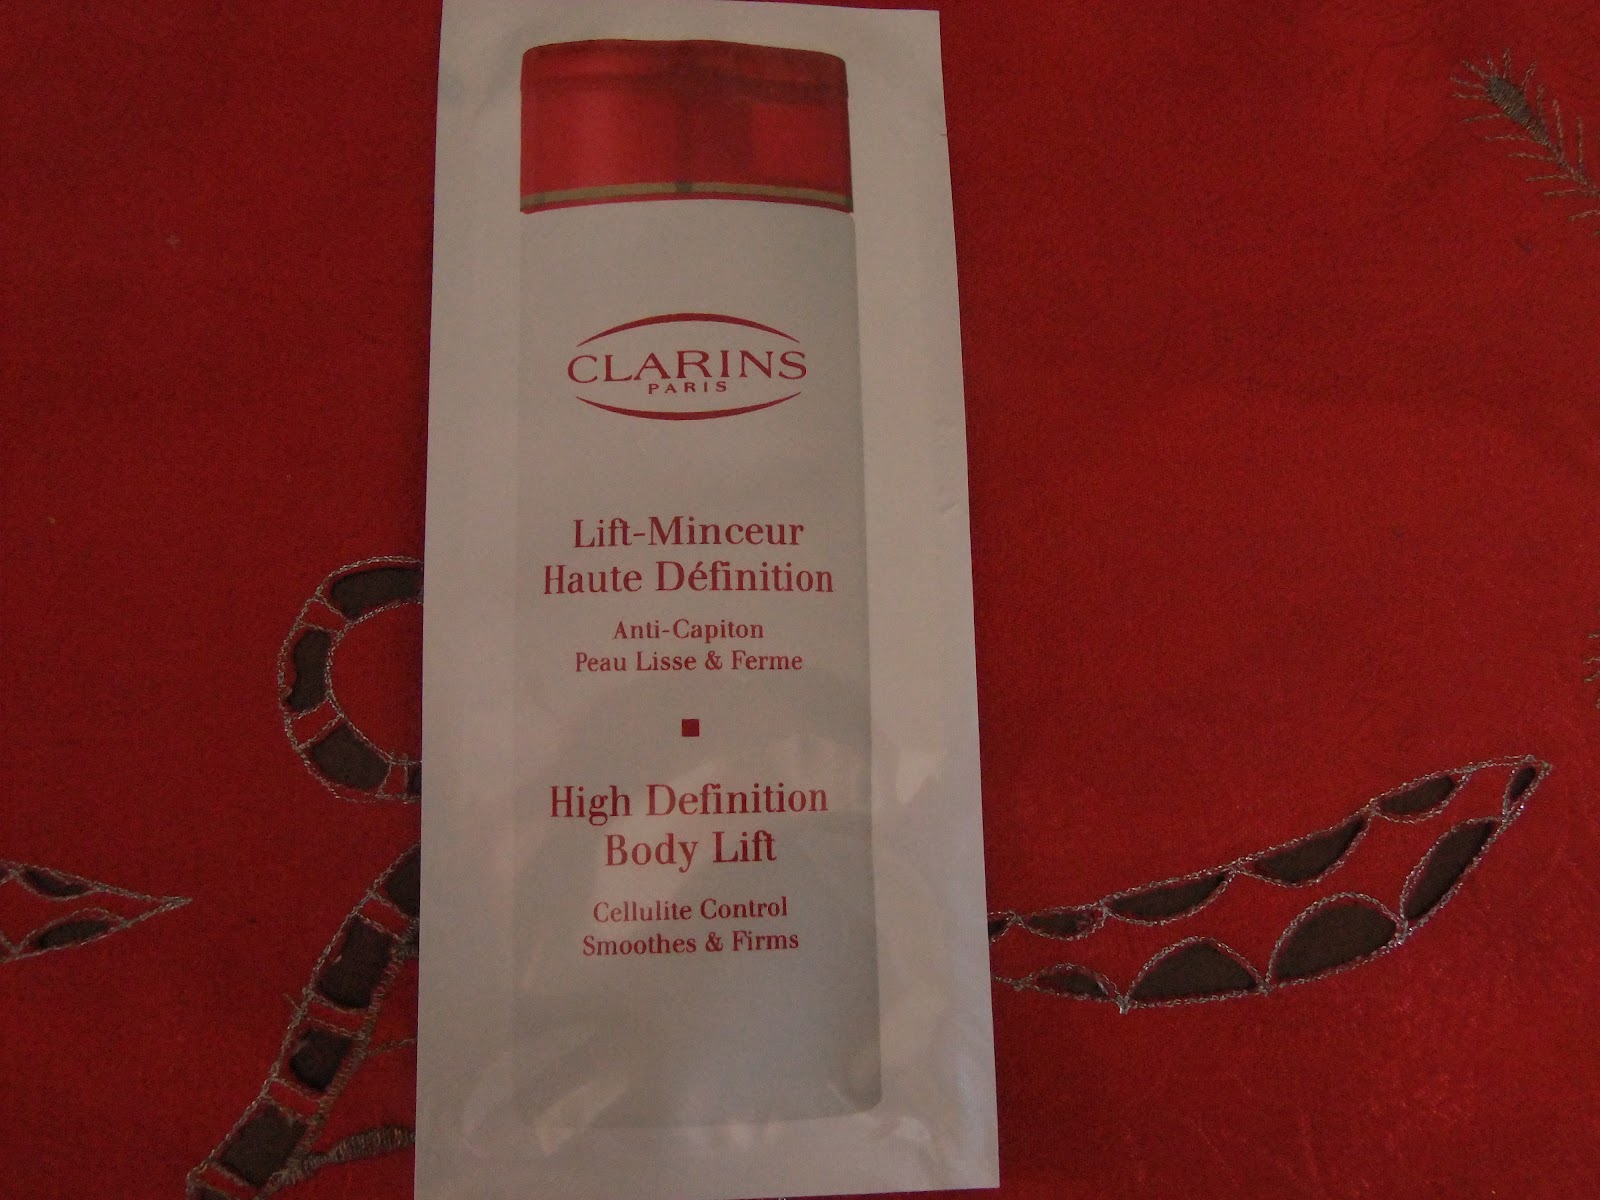 CLARINS
PARIS
Lift-Minceur
Haute Définition
Anti-Capiton
Peau Lisse & Ferme
High Definition
Body Lift
Cellulite Control
Smoothes & Firms